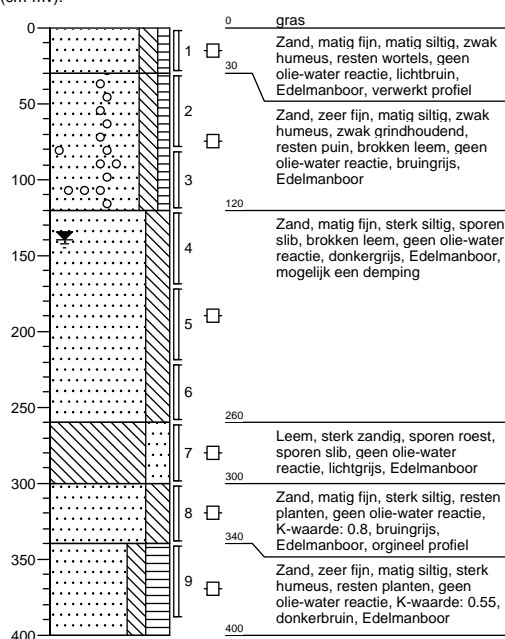 (cm-mv).
0
50
100
150
200
250
300
350
400
1
2
3
4
5
6
7
8
9
0 gras
Zand, matig fijn, matig siltig, zwak
humeus, resten wortels, geen
olie-water reactie, lichtbruin,
Edelmanboor, verwerkt profiel
30
Zand, zeer fijn, matig siltig, zwak
humeus, zwak grindhoudend,
resten puin, brokken leem, geen
olie-water reactie, bruingrijs,
Edelmanboor
120
Zand, matig fijn, sterk siltig, sporen
slib, brokken leem, geen olie-water
reactie, donkergrijs, Edelmanboor,
mogelijk een demping
260
Leem, sterk zandig, sporen roest,
sporen slib, geen olie-water
reactie, lichtgrijs, Edelmanboor
300
Zand, matig fijn, sterk siltig, resten
planten, geen olie-water reactie,
K-waarde: 0.8, bruingrijs,
Edelmanboor, orgineel profiel
340
Zand, zeer fijn, matig siltig, sterk
humeus, resten planten, geen
olie-water reactie, K-waarde: 0.55,
donkerbruin, Edelmanboor
400